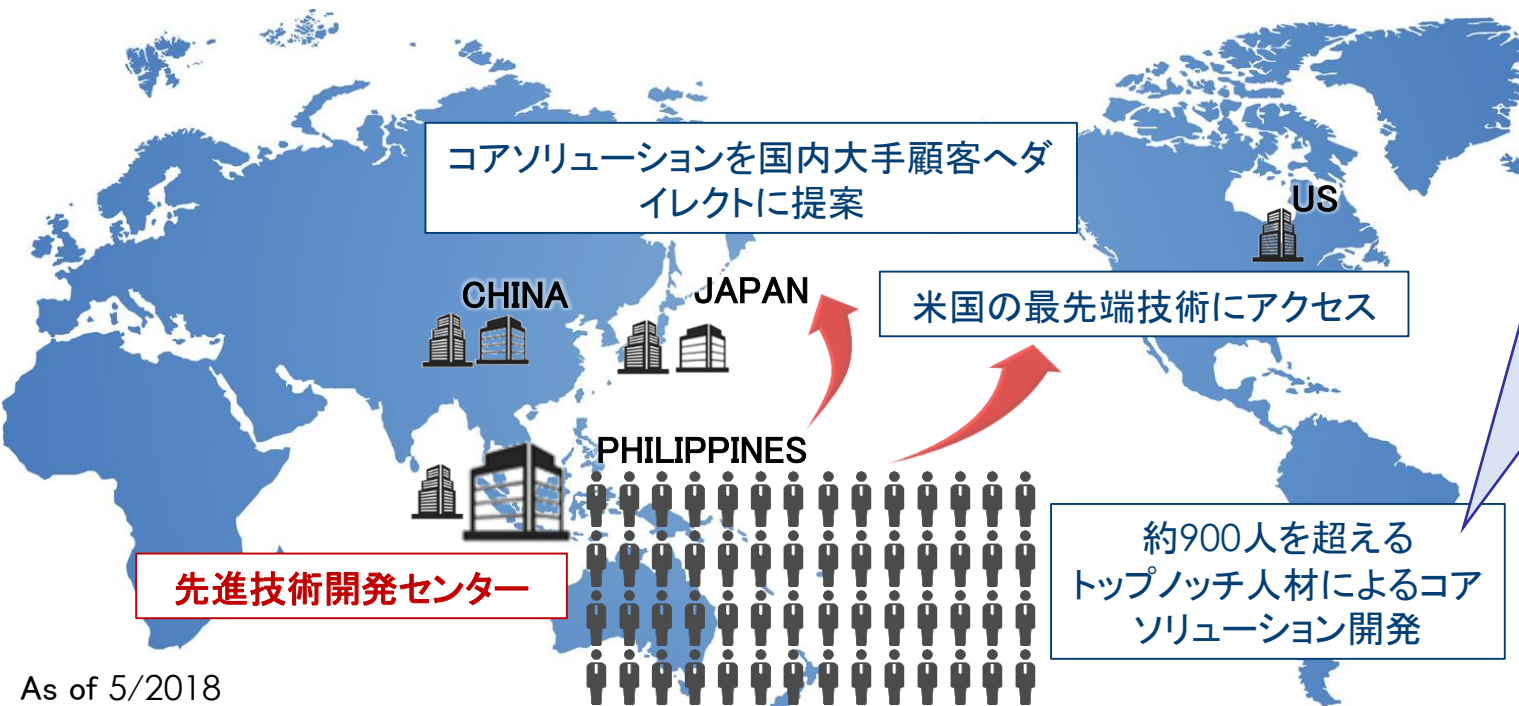 コアソリューションを国内大手顧客へダ
イレクトに提案
US
CHINA
JAPAN
米国の最先端技術にアクセス
PHILIPPINES
先進技術開発センター
約900人を超える
トップノッチ人材によるコア
ソリューション開発
As of 5/2018